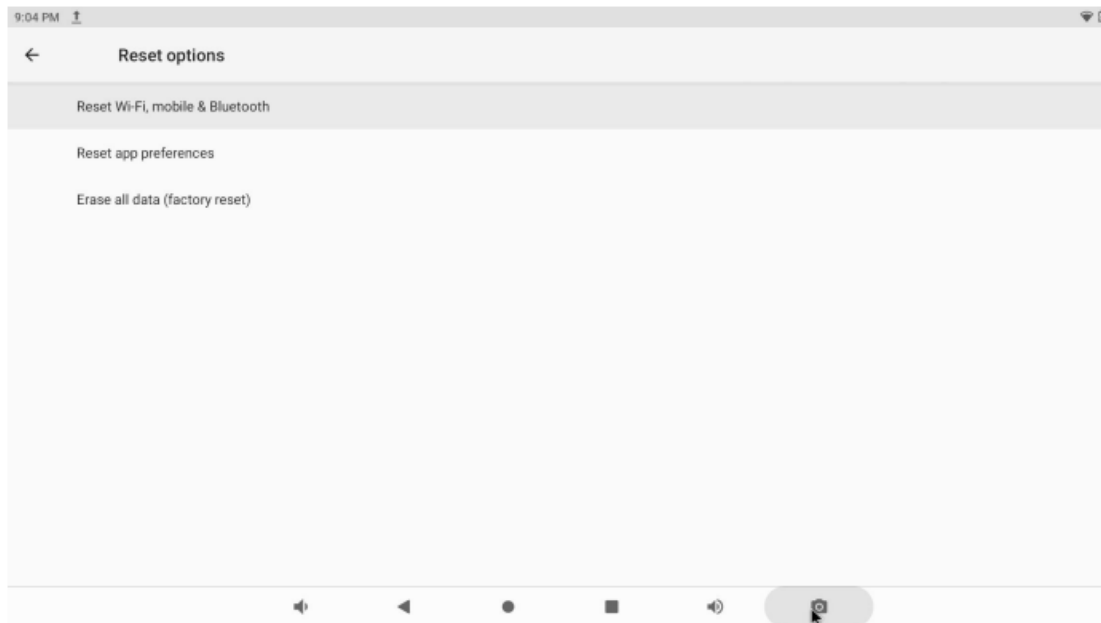 9:04 PM
Reset options
Reset Wi-Fi, mobile & Bluetooth
Reset app preferences
Erase all data (factory reset)